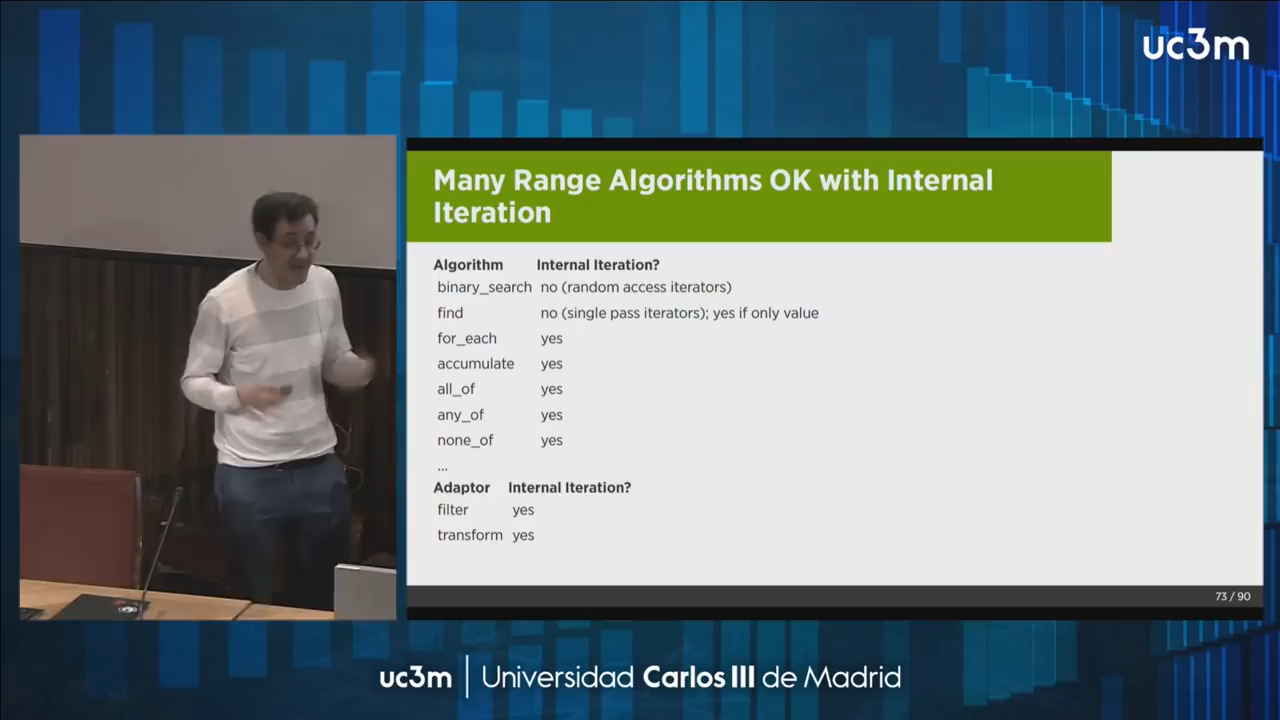 uc3m
Many Range Algorithms OK with Internal
Iteration
Algorithm Internal Iteration?
binary_search no (random access iterators)
find no (single pass iterators); yes if only value
for_each yes
accumulate yes
all_of yes
any_of yes
none_of yes
...
Adaptor Internal Iteration?
filter yes
transform yes
73 / 90
uc3m | Universidad Carlos III de Madrid